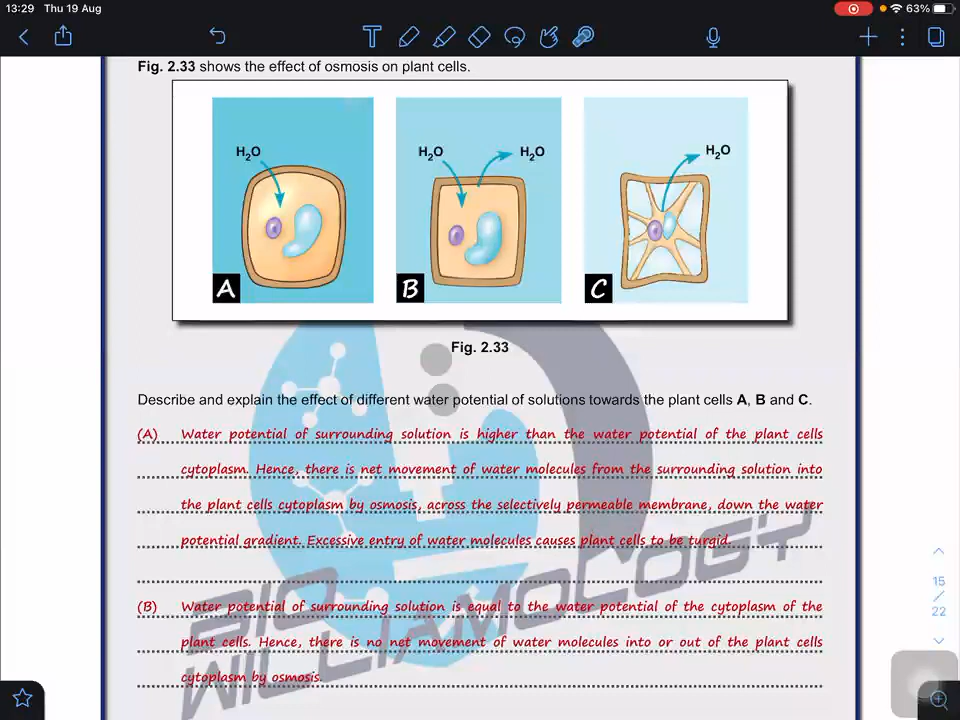 13:29 Thu 19 Aug
63%
T
Fig. 2.33 shows the effect of osmosis on plant cells.
H2O
H2O
H2O
H2O
A
B
C
Fig. 2.33
Describe and explain the effect of different water potential of solutions towards the plant cells A, B and C.
(A) Water potential of surrounding solution is higher than the water potential of the plant cells
cytoplasm. Hence, there is net movement of water molecules from the surrounding solution into
the plant cells cytoplasm by osmosis, across the selectively permeable membrane, down the water
potential gradient. Excessive entry of water molecules causes plant cells to be turgid.
(B) Water potential of surrounding solution is equal to the water potential of the cytoplasm of the
plant cells. Hence, there is no net movement of water molecules into or out of the plant cells
cytoplasm by osmosis.
15
/
22
BIO
WILLIAMOLOGY